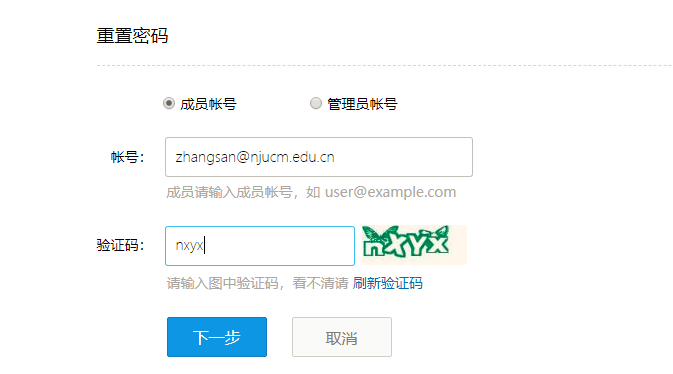 重置密码
成员帐号 管理员帐号
帐号： zhangsan@njucm.edu.cn
成员请输入成员帐号，如 user@example.com
验证码： nxyx nXYX
请输入图中验证码，看不清请 刷新验证码
下一步 取消